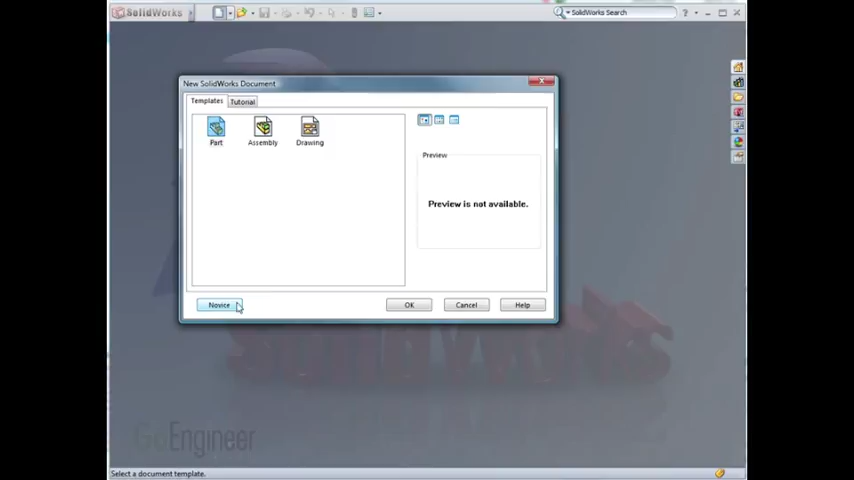 SolidWorks
SolidWorks Search
New SolidWorks Document
Templates
Tutorial
Part
Assembly
Drawing
Preview
Preview is not available.
Novice
OK
Cancel
Help
SolidWorks
GoEngineer
Select a document template.